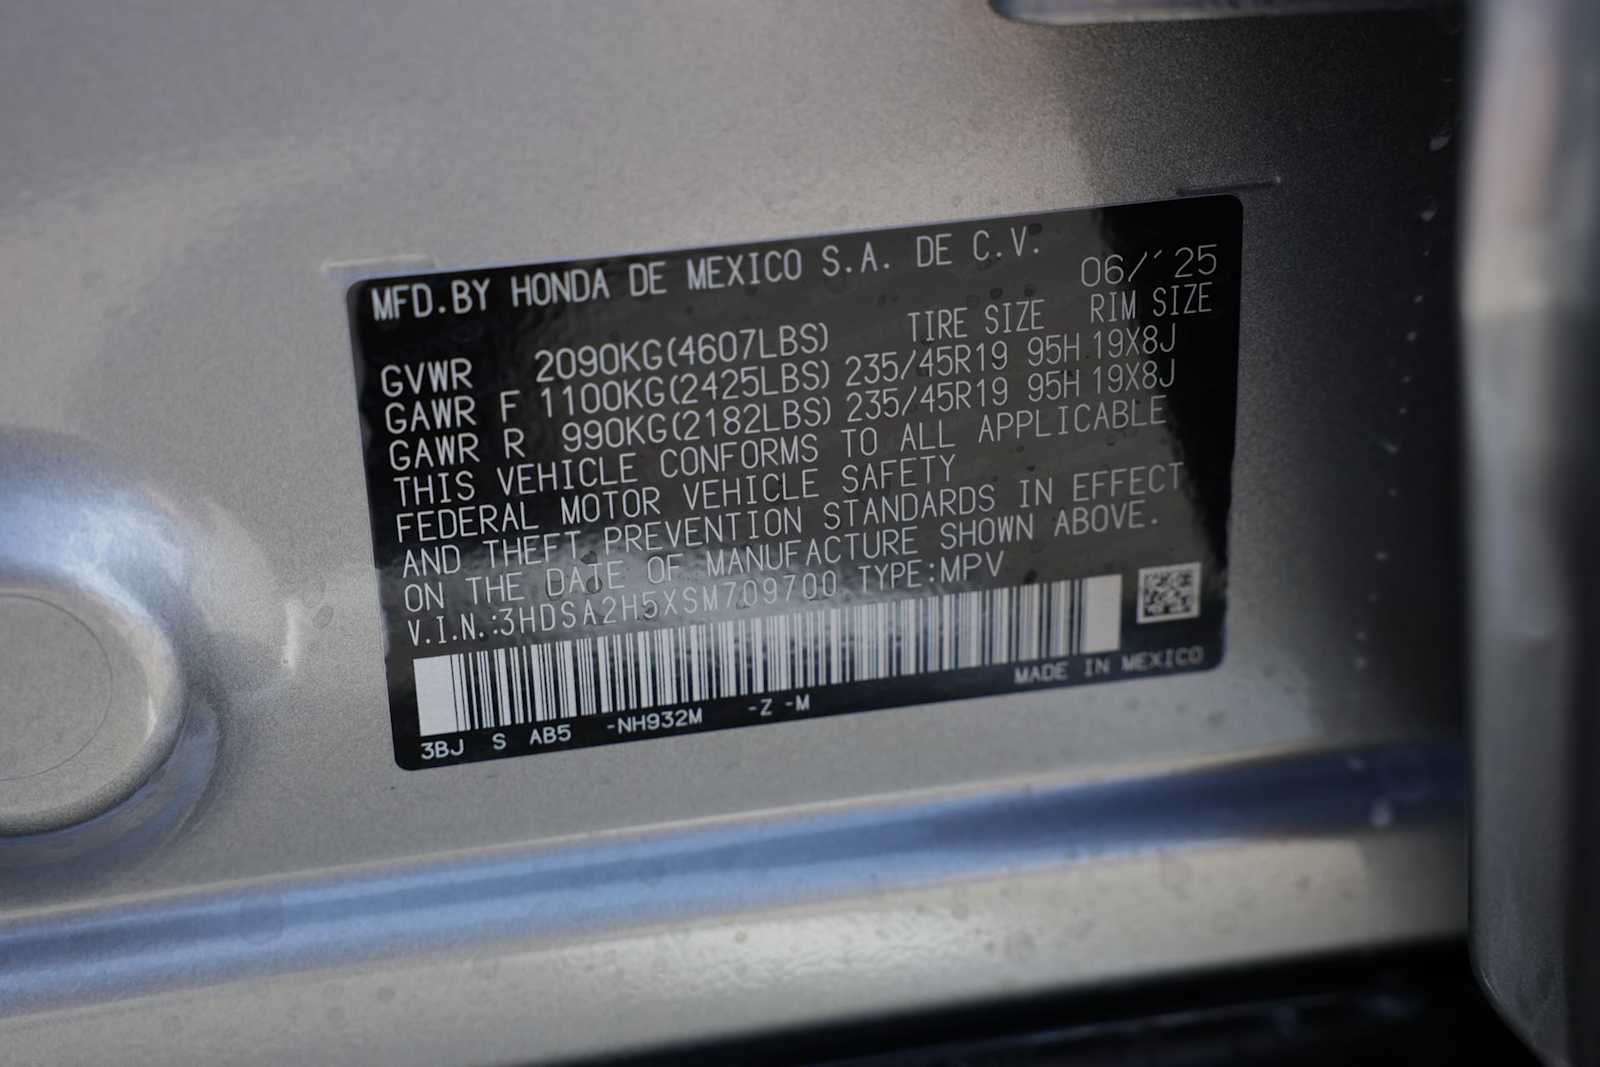 MFD.BY HONDA DE MEXICO S.A. DE C.V.
06/'25
TIRE SIZE RIM SIZE
GVWR 2090KG(4607LBS)
GAWR F 1100KG(2425LBS) 235/45R19 95H 19X8J
GAWR R 990KG(2182LBS) 235/45R19 95H 19X8J
THIS VEHICLE CONFORMS TO ALL APPLICABLE
FEDERAL MOTOR VEHICLE SAFETY
AND THEFT PREVENTION STANDARDS IN EFFECT
ON THE DATE OF MANUFACTURE SHOWN ABOVE.
V.I.N.:3HDSA2H5XSM709700 TYPE:MPV
MADE IN MEXICO
3BJ S AB5 -NH932M -Z -M